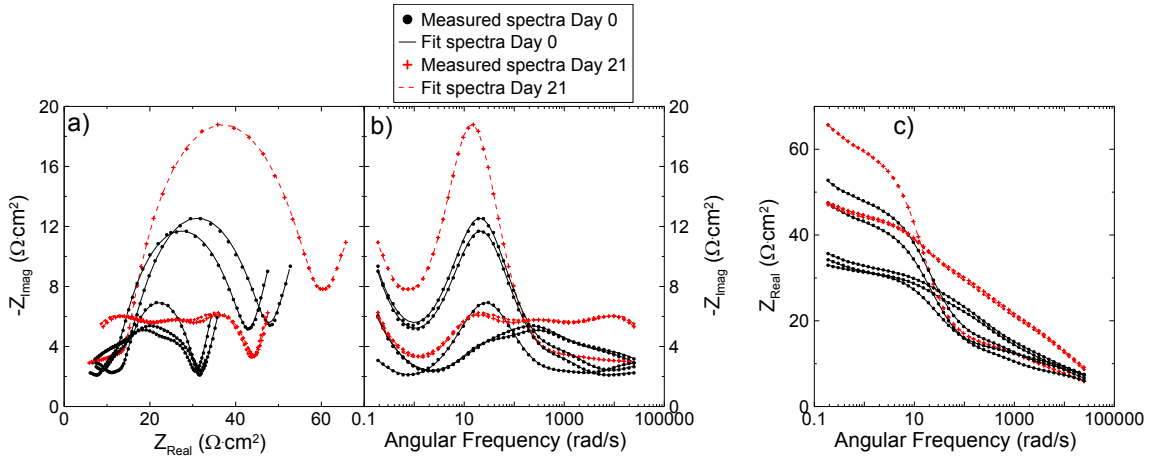 Measured spectra Day 0
Fit spectra Day 0
Measured spectra Day 21
Fit spectra Day 21
a)
b)
c)
-Z_Imag (Ω·cm²)
20
16
12
8
4
0
0 20 40 60
Z_Real (Ω·cm²)
0.1 10 1000 100000
Angular Frequency (rad/s)
20
16
12
8
4
0
-Z_Imag (Ω·cm²)
Z_Real (Ω·cm²)
60
40
20
0
0.1 10 1000 100000
Angular Frequency (rad/s)